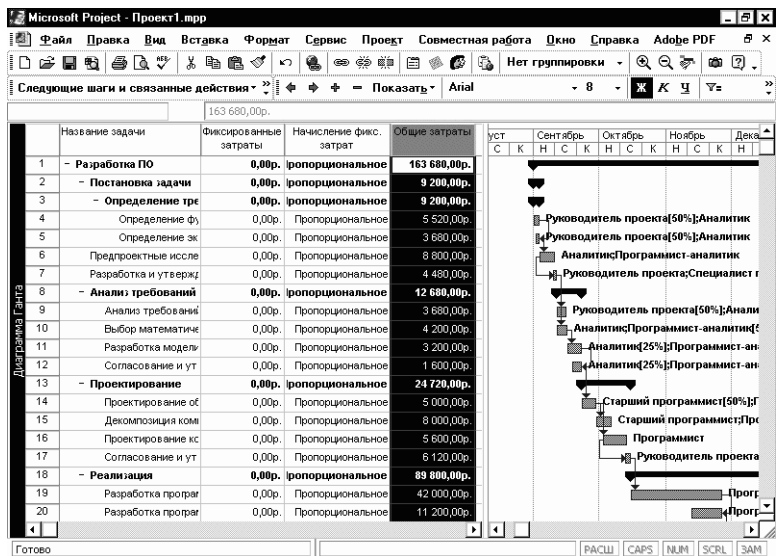 Microsoft Project - Проект1.mpp
Файл Правка Вид Вставка Формат Сервис Проект Совместная работа Окно Справка Adobe PDF
Нет группировки
Следующие шаги и связанные действия Показать Arial 8 Ж К Ч
163 680,00р.
Название задачи Фиксированные затраты Начисление фикс. затрат Общие затраты уст Сентябрь Октябрь Ноябрь Дека
С К Н С К Н С К Н С К Н
1 − Разработка ПО 0,00р. Іропорциональное 163 680,00р.
2 − Постановка задачи 0,00р. Іропорциональное 9 200,00р.
3 − Определение тре 0,00р. Іропорциональное 9 200,00р.
4 Определение фу 0,00р. Пропорциональное 5 520,00р. Руководитель проекта[50%];Аналитик
5 Определение эк 0,00р. Пропорциональное 3 680,00р. Руководитель проекта[50%];Аналитик
6 Предпроектные иссле 0,00р. Пропорциональное 8 800,00р. Аналитик;Программист-аналитик
7 Разработка и утвержд 0,00р. Пропорциональное 4 480,00р. Руководитель проекта;Специалист п
8 − Анализ требований 0,00р. Іропорциональное 12 680,00р.
9 Анализ требовани 0,00р. Пропорциональное 3 680,00р. Руководитель проекта[50%];Анали
10 Выбор математиче 0,00р. Пропорциональное 4 200,00р. Аналитик;Программист-аналитик[5
11 Разработка модели 0,00р. Пропорциональное 3 200,00р. Аналитик[25%];Программист-ан
12 Согласование и ут 0,00р. Пропорциональное 1 600,00р. Аналитик[25%];Программист-ан
13 − Проектирование 0,00р. Іропорциональное 24 720,00р.
14 Проектирование об 0,00р. Пропорциональное 5 000,00р. Старший программист[50%];П
15 Декомпозиция комп 0,00р. Пропорциональное 8 000,00р. Старший программист;Про
16 Проектирование ко 0,00р. Пропорциональное 5 600,00р. Программист
17 Согласование и ут 0,00р. Пропорциональное 6 120,00р. Руководитель проекта
18 − Реализация 0,00р. Іропорциональное 89 800,00р.
19 Разработка програм 0,00р. Пропорциональное 42 000,00р. Прогр
20 Разработка програм 0,00р. Пропорциональное 11 200,00р. Прогр
Диаграмма Ганта
Готово РАСШ CAPS NUM SCRL ЗАМ